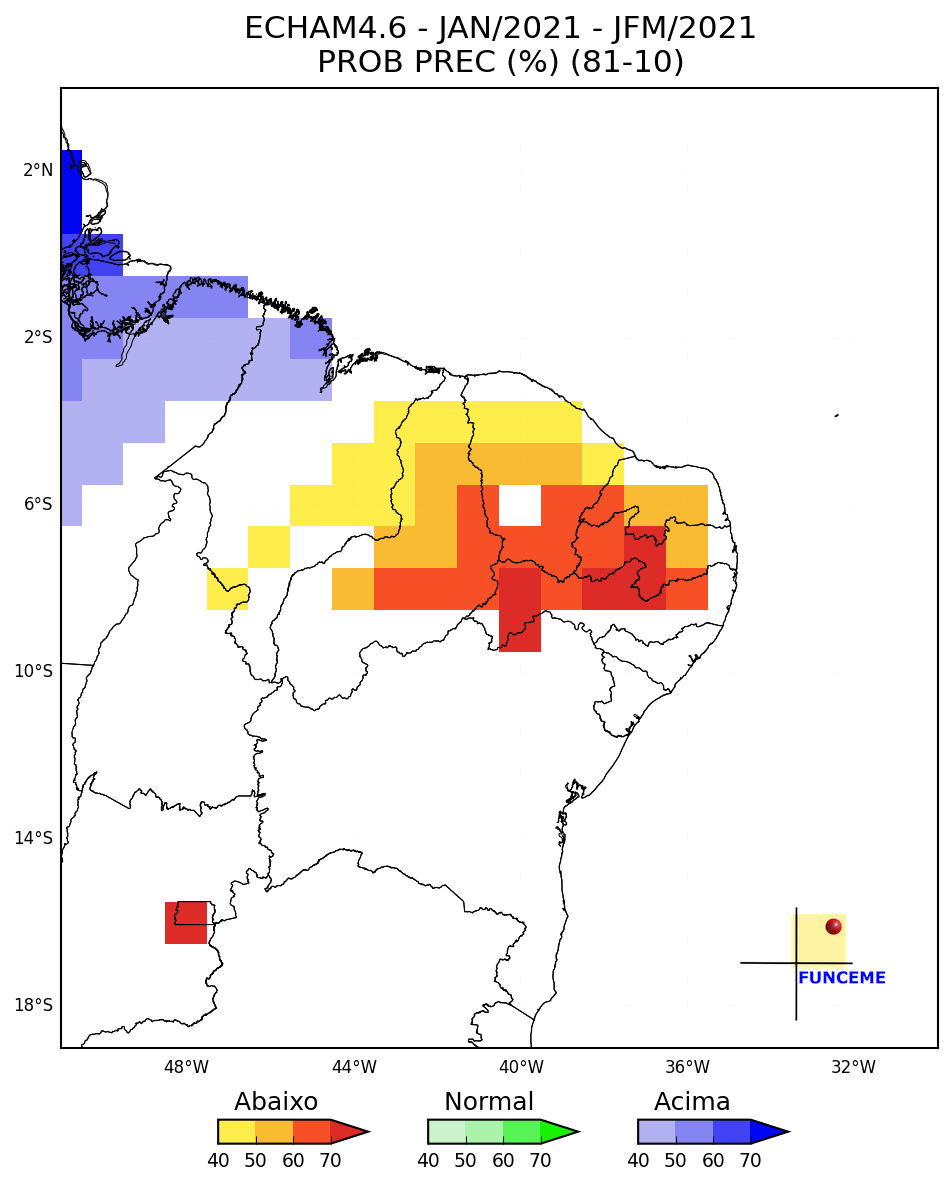 ECHAM4.6 - JAN/2021 - JFM/2021
PROB PREC (%) (81-10)
2°N
2°S
6°S
10°S
14°S
18°S
FUNCEME
48°W 44°W 40°W 36°W 32°W
Abaixo Normal Acima
40 50 60 70 40 50 60 70 40 50 60 70